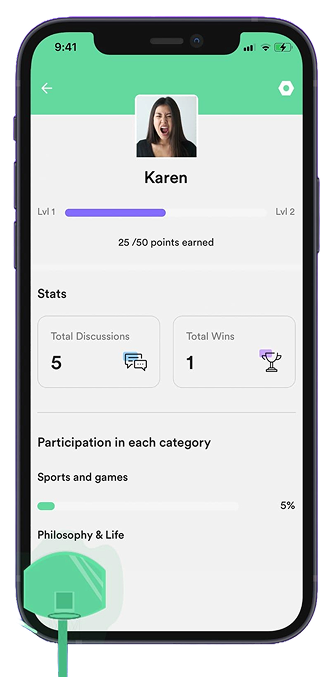 9:41
Karen
Lvl 1
Lvl 2
25 /50 points earned
Stats
Total Discussions
5
Total Wins
1
Participation in each category
Sports and games
5%
Philosophy & Life